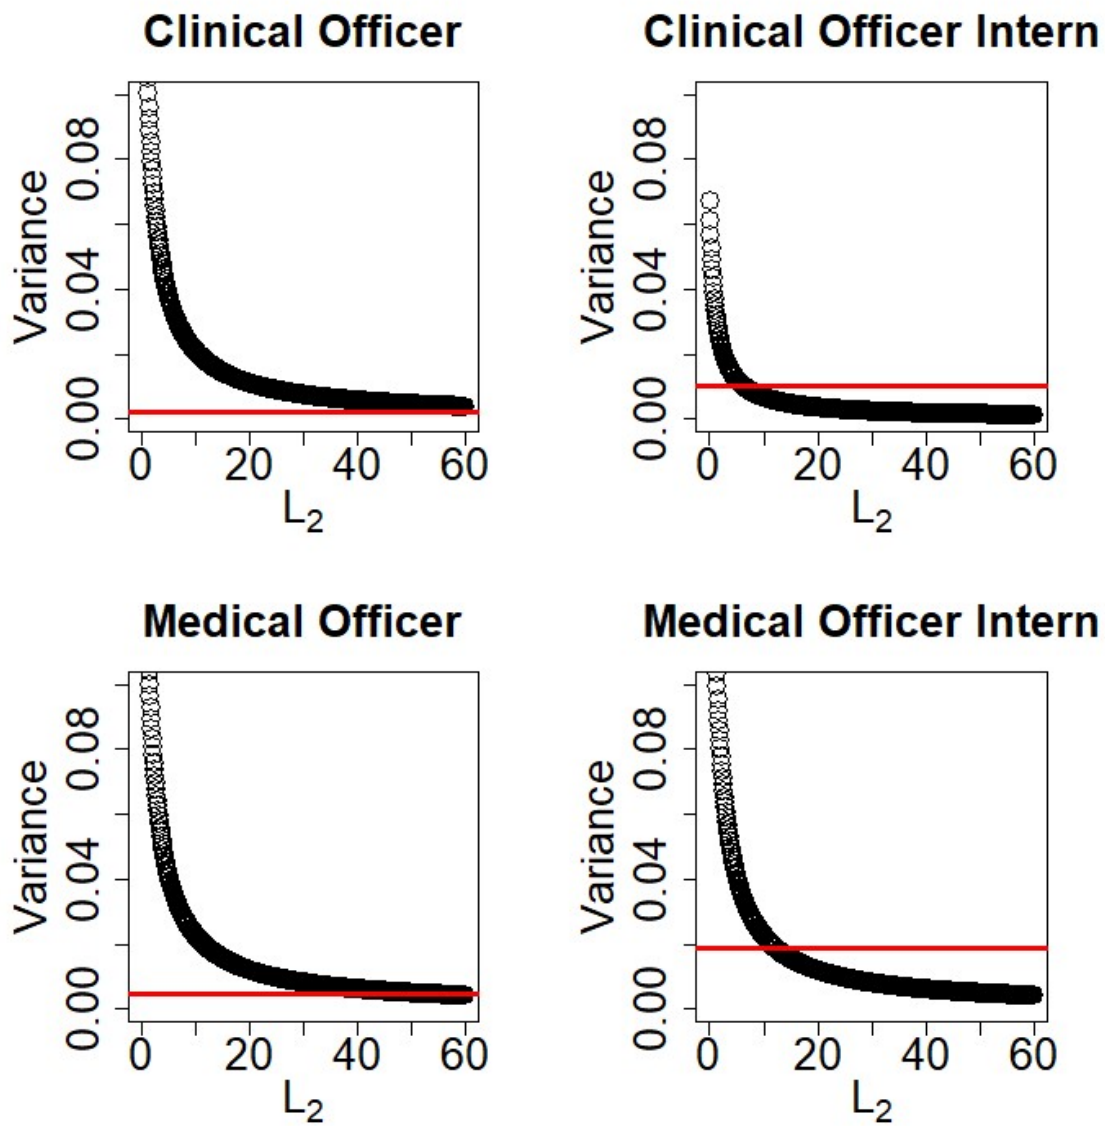 Clinical Officer
Variance
0.00 0.04 0.08
0 20 40 60
L₂
Clinical Officer Intern
Variance
0.00 0.04 0.08
0 20 40 60
L₂
Medical Officer
Variance
0.00 0.04 0.08
0 20 40 60
L₂
Medical Officer Intern
Variance
0.00 0.04 0.08
0 20 40 60
L₂